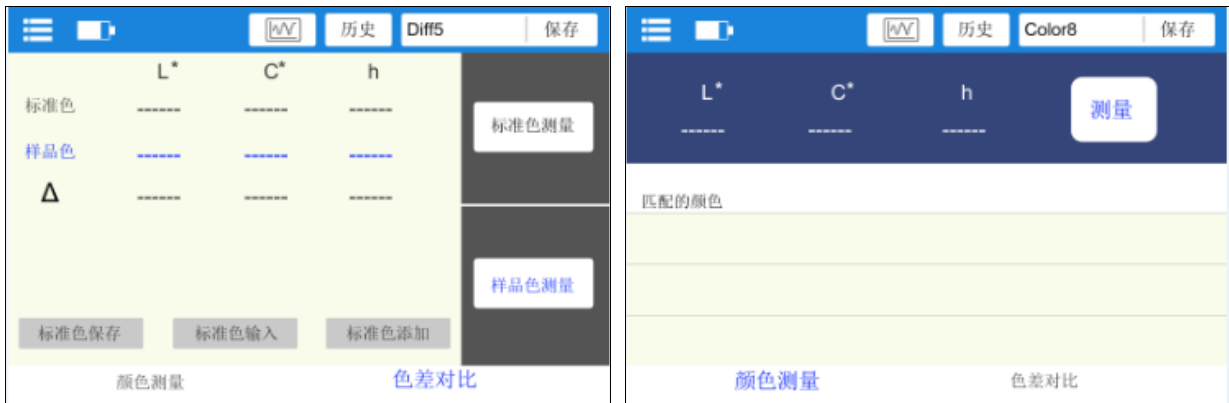 历史 Diff5 保存
L* C* h
标准色 ------ ------ ------
样品色 ------ ------ ------
Δ ------ ------ ------
标准色测量
样品色测量
标准色保存 标准色输入 标准色添加
颜色测量 色差对比
历史 Color8 保存
L* C* h
------ ------ ------
测量
匹配的颜色
颜色测量 色差对比